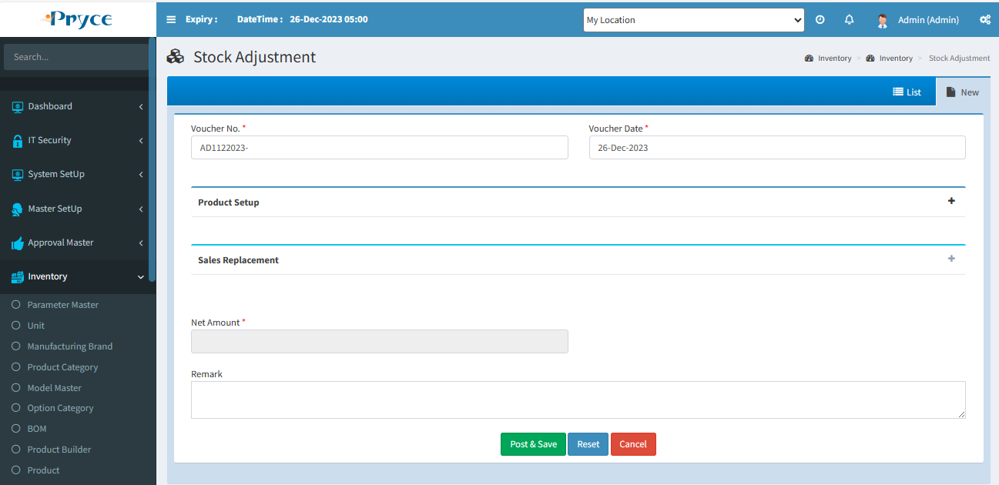 Pryce
Expiry : DateTime : 26-Dec-2023 05:00
My Location
Admin (Admin)
Search...
Stock Adjustment
Inventory > Inventory > Stock Adjustment
List
New
Dashboard
IT Security
System SetUp
Master SetUp
Approval Master
Inventory
Parameter Master
Unit
Manufacturing Brand
Product Category
Model Master
Option Category
BOM
Product Builder
Product
Voucher No. *
AD1122023-
Voucher Date *
26-Dec-2023
Product Setup
+
Sales Replacement
+
Net Amount *
Remark
Post & Save
Reset
Cancel